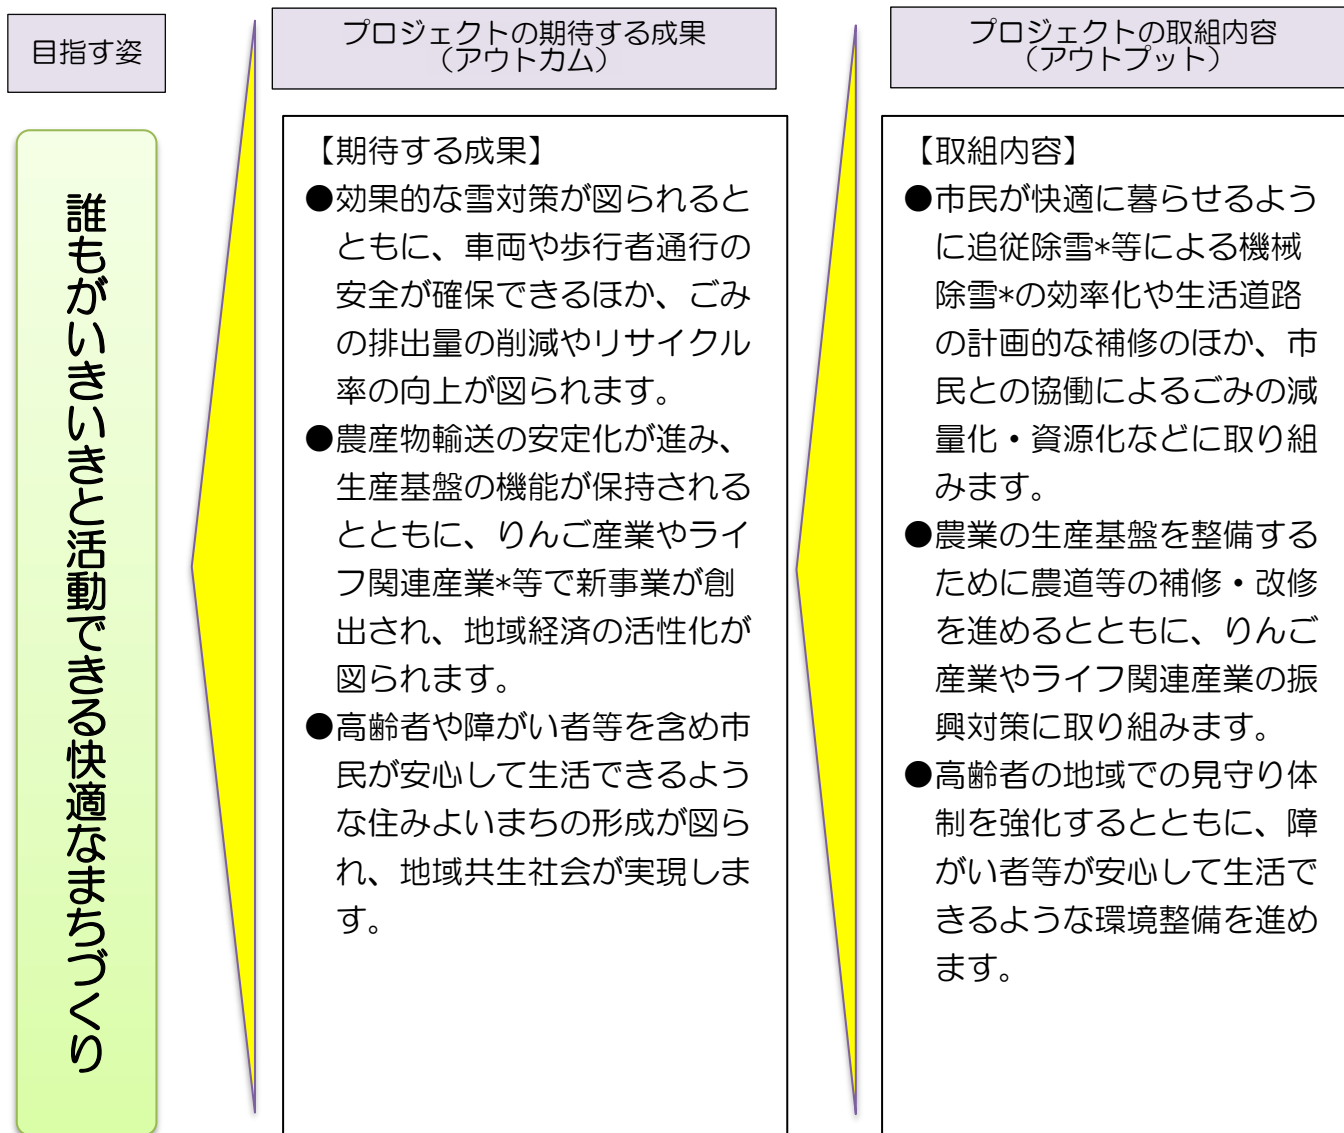 目指す姿
誰もがいきいきと活動できる快適なまちづくり
プロジェクトの期待する成果
（アウトカム）
【期待する成果】
●効果的な雪対策が図られると
ともに、車両や歩行者通行の
安全が確保できるほか、ごみ
の排出量の削減やリサイクル
率の向上が図られます。
●農産物輸送の安定化が進み、
生産基盤の機能が保持される
とともに、りんご産業やライ
フ関連産業*等で新事業が創
出され、地域経済の活性化が
図られます。
●高齢者や障がい者等を含め市
民が安心して生活できるよう
な住みよいまちの形成が図ら
れ、地域共生社会が実現しま
す。
プロジェクトの取組内容
（アウトプット）
【取組内容】
●市民が快適に暮らせるよう
に追従除雪*等による機械
除雪*の効率化や生活道路
の計画的な補修のほか、市
民との協働によるごみの減
量化・資源化などに取り組
みます。
●農業の生産基盤を整備する
ために農道等の補修・改修
を進めるとともに、りんご
産業やライフ関連産業の振
興対策に取り組みます。
●高齢者の地域での見守り体
制を強化するとともに、障
がい者等が安心して生活で
きるような環境整備を進め
ます。